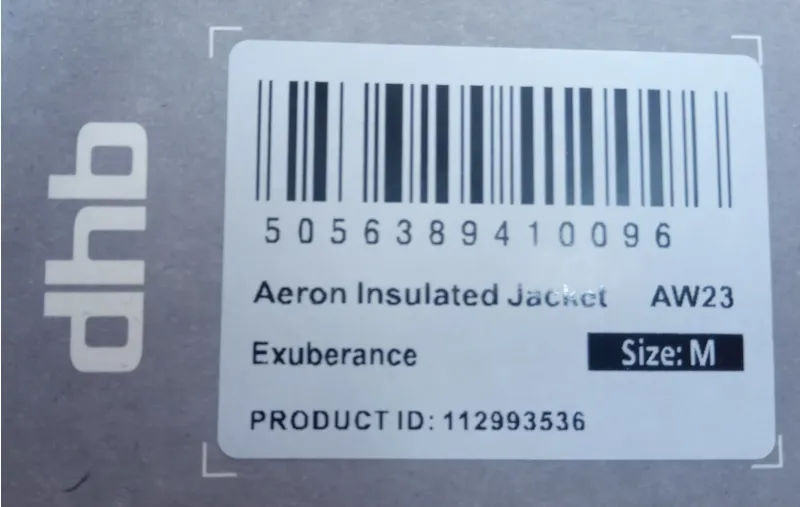 dhb
5056389410096
Aeron Insulated Jacket AW23
Exuberance Size: M
PRODUCT ID: 112993536